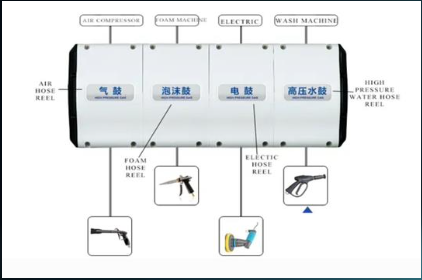 AIR COMPRESSOR
FOAM MACHINE
ELECTRIC
WASH MACHINE
AIR
HOSE
REEL
气鼓
泡沫鼓
电鼓
高压水鼓
HIGH
PRESSURE
WATER HOSE
REEL
FOAM
HOSE
REEL
ELECTIC
HOSE
REEL